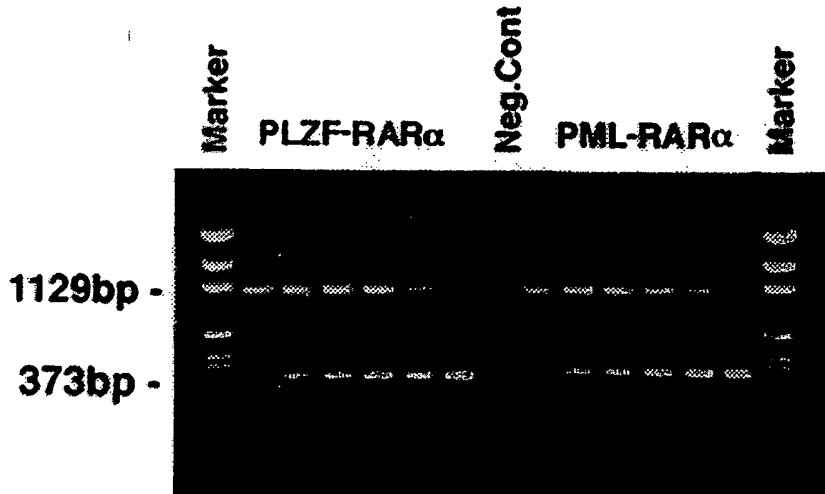 Marker
PLZF-RARα
Neg.Cont
PML-RARα
Marker
1129bp -
373bp -